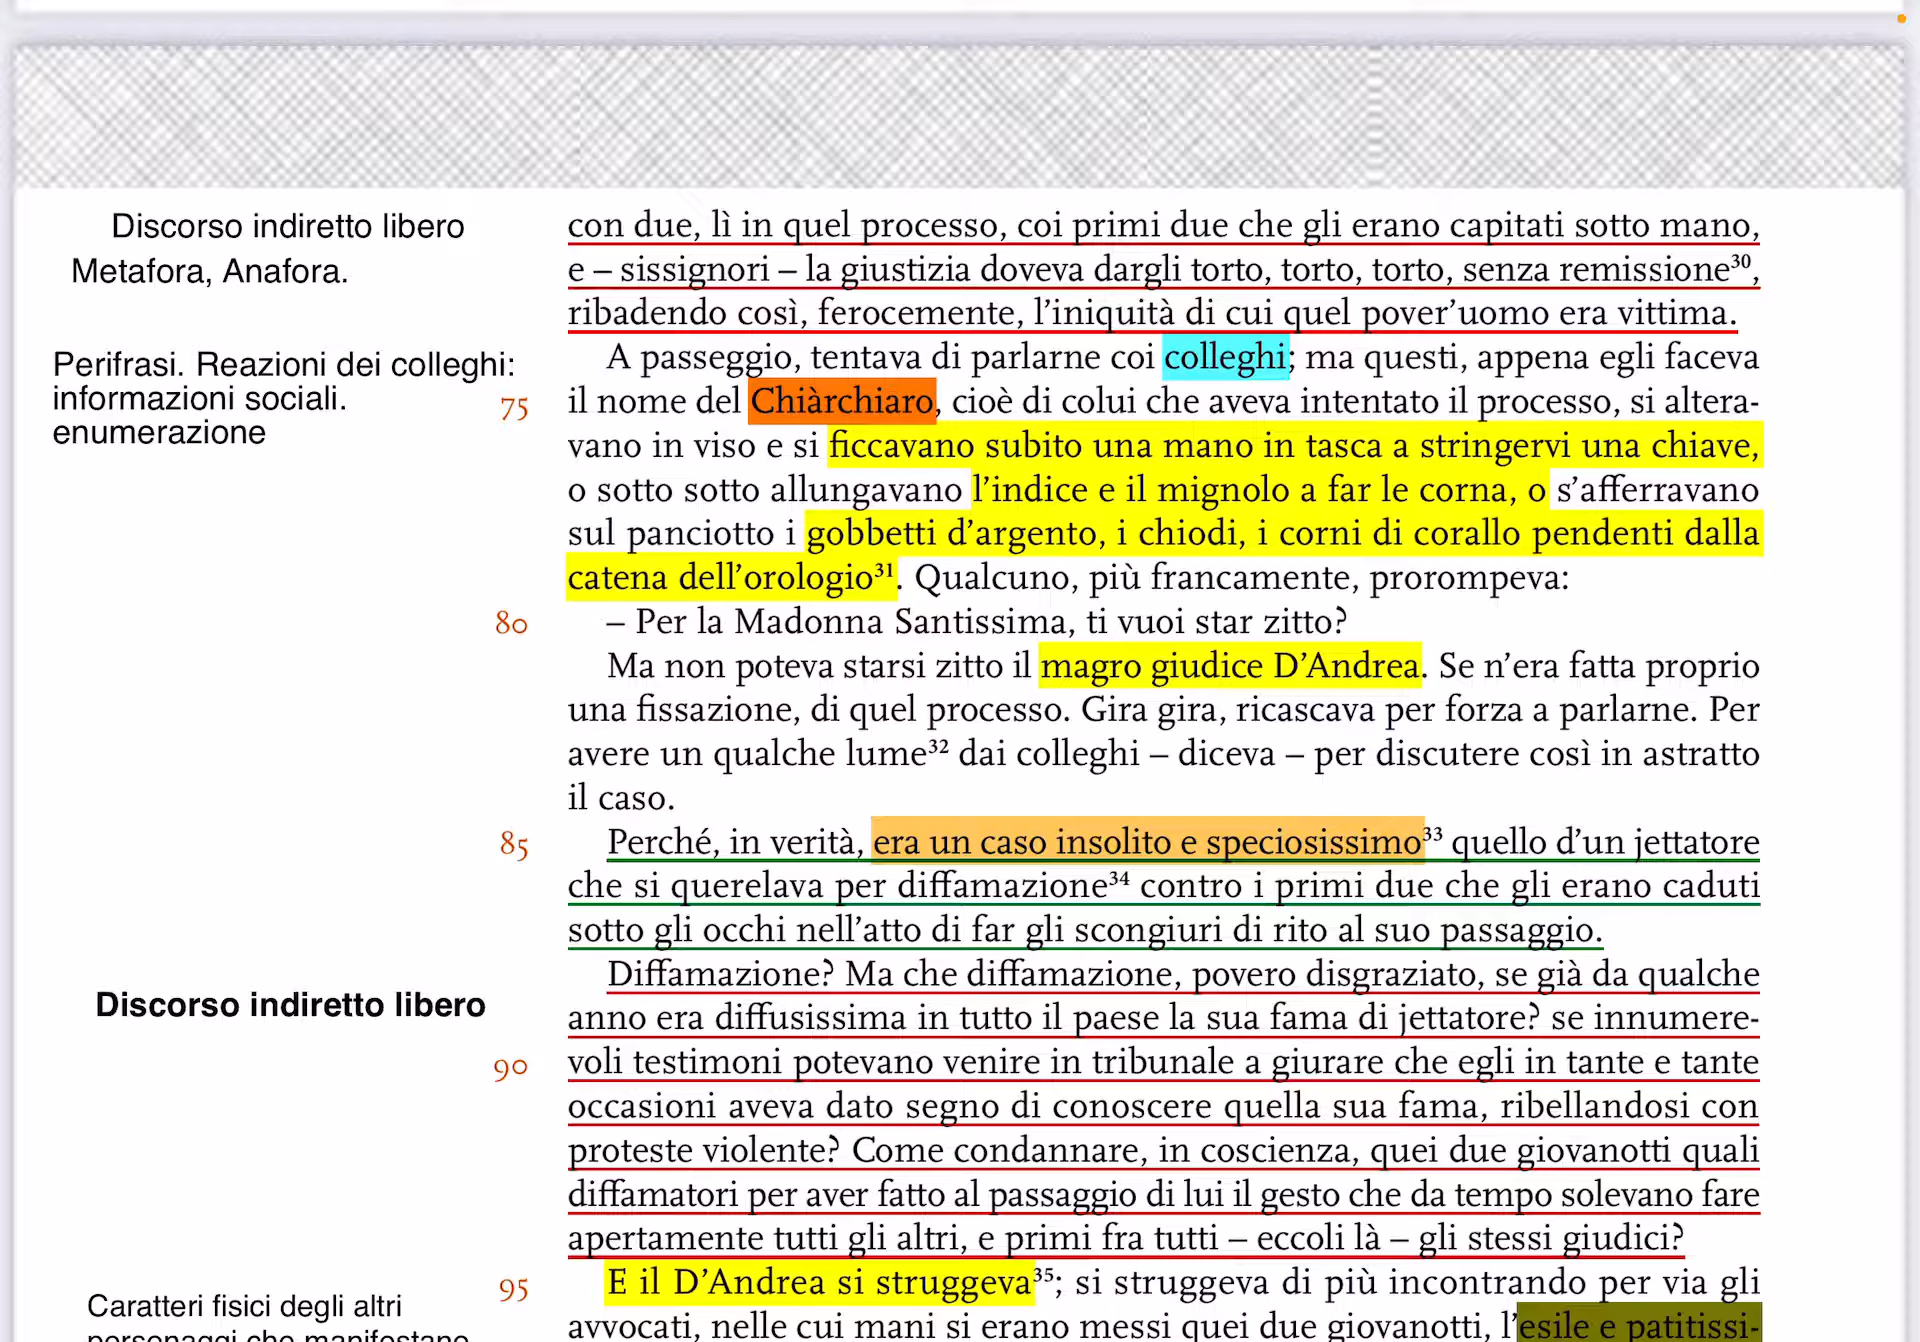 Discorso indiretto libero
Metafora, Anafora.
con due, lì in quel processo, coi primi due che gli erano capitati sotto mano,
e – sissignori – la giustizia doveva dargli torto, torto, torto, senza remissione³⁰,
ribadendo così, ferocemente, l’iniquità di cui quel pover’uomo era vittima.
Perifrasi. Reazioni dei colleghi:
informazioni sociali.
enumerazione
A passeggio, tentava di parlarne coi colleghi; ma questi, appena egli faceva
75 il nome del Chiàrchiaro, cioè di colui che aveva intentato il processo, si altera-
vano in viso e si ficcavano subito una mano in tasca a stringervi una chiave,
o sotto sotto allungavano l’indice e il mignolo a far le corna, o s’afferravano
sul panciotto i gobbetti d’argento, i chiodi, i corni di corallo pendenti dalla
catena dell’orologio³¹. Qualcuno, più francamente, prorompeva:
80 – Per la Madonna Santissima, ti vuoi star zitto?
Ma non poteva starsi zitto il magro giudice D’Andrea. Se n’era fatta proprio
una fissazione, di quel processo. Gira gira, ricascava per forza a parlarne. Per
avere un qualche lume³² dai colleghi – diceva – per discutere così in astratto
il caso.
85 Perché, in verità, era un caso insolito e speciosissimo³³ quello d’un jettatore
che si querelava per diffamazione³⁴ contro i primi due che gli erano caduti
sotto gli occhi nell’atto di far gli scongiuri di rito al suo passaggio.
Discorso indiretto libero
Diffamazione? Ma che diffamazione, povero disgraziato, se già da qualche
anno era diffusissima in tutto il paese la sua fama di jettatore? se innumere-
90 voli testimoni potevano venire in tribunale a giurare che egli in tante e tante
occasioni aveva dato segno di conoscere quella sua fama, ribellandosi con
proteste violente? Come condannare, in coscienza, quei due giovanotti quali
diffamatori per aver fatto al passaggio di lui il gesto che da tempo solevano fare
apertamente tutti gli altri, e primi fra tutti – eccoli là – gli stessi giudici?
95 E il D’Andrea si struggeva³⁵; si struggeva di più incontrando per via gli
avvocati, nelle cui mani si erano messi quei due giovanotti, l’esile e patitissi-
Caratteri fisici degli altri
personaggi che manifestano